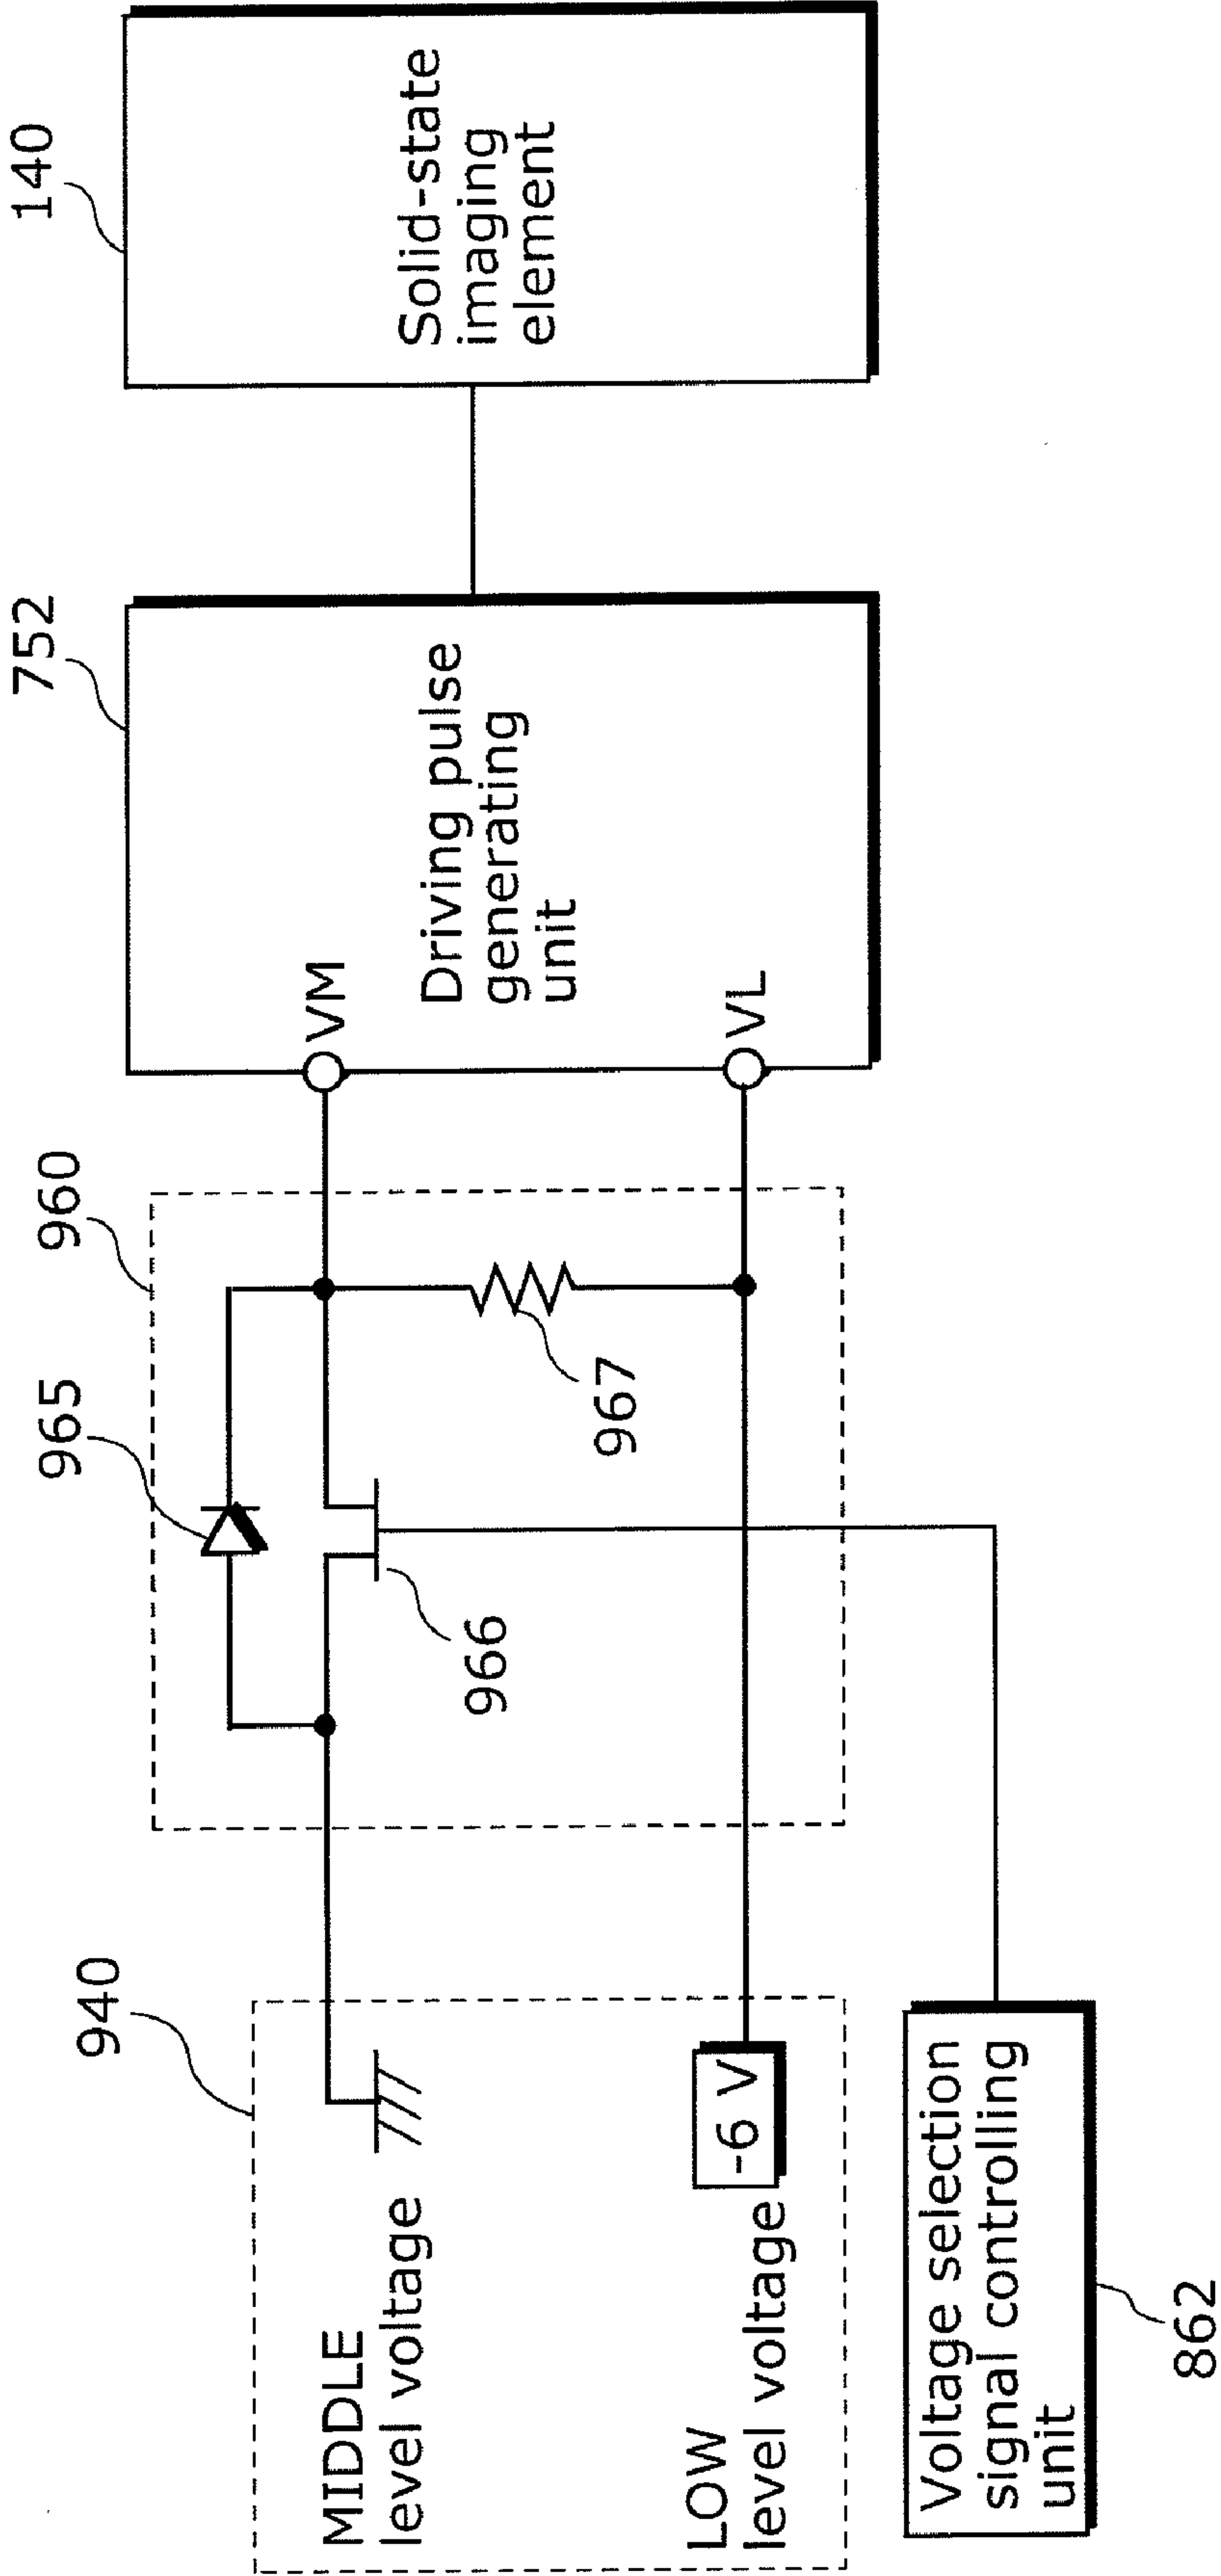 940
MIDDLE
level voltage
LOW
level voltage
-6 V
Voltage selection
signal controlling
unit
862
960
965
966
967
752
VM
VL
Driving pulse
generating
unit
140
Solid-state
imaging
element